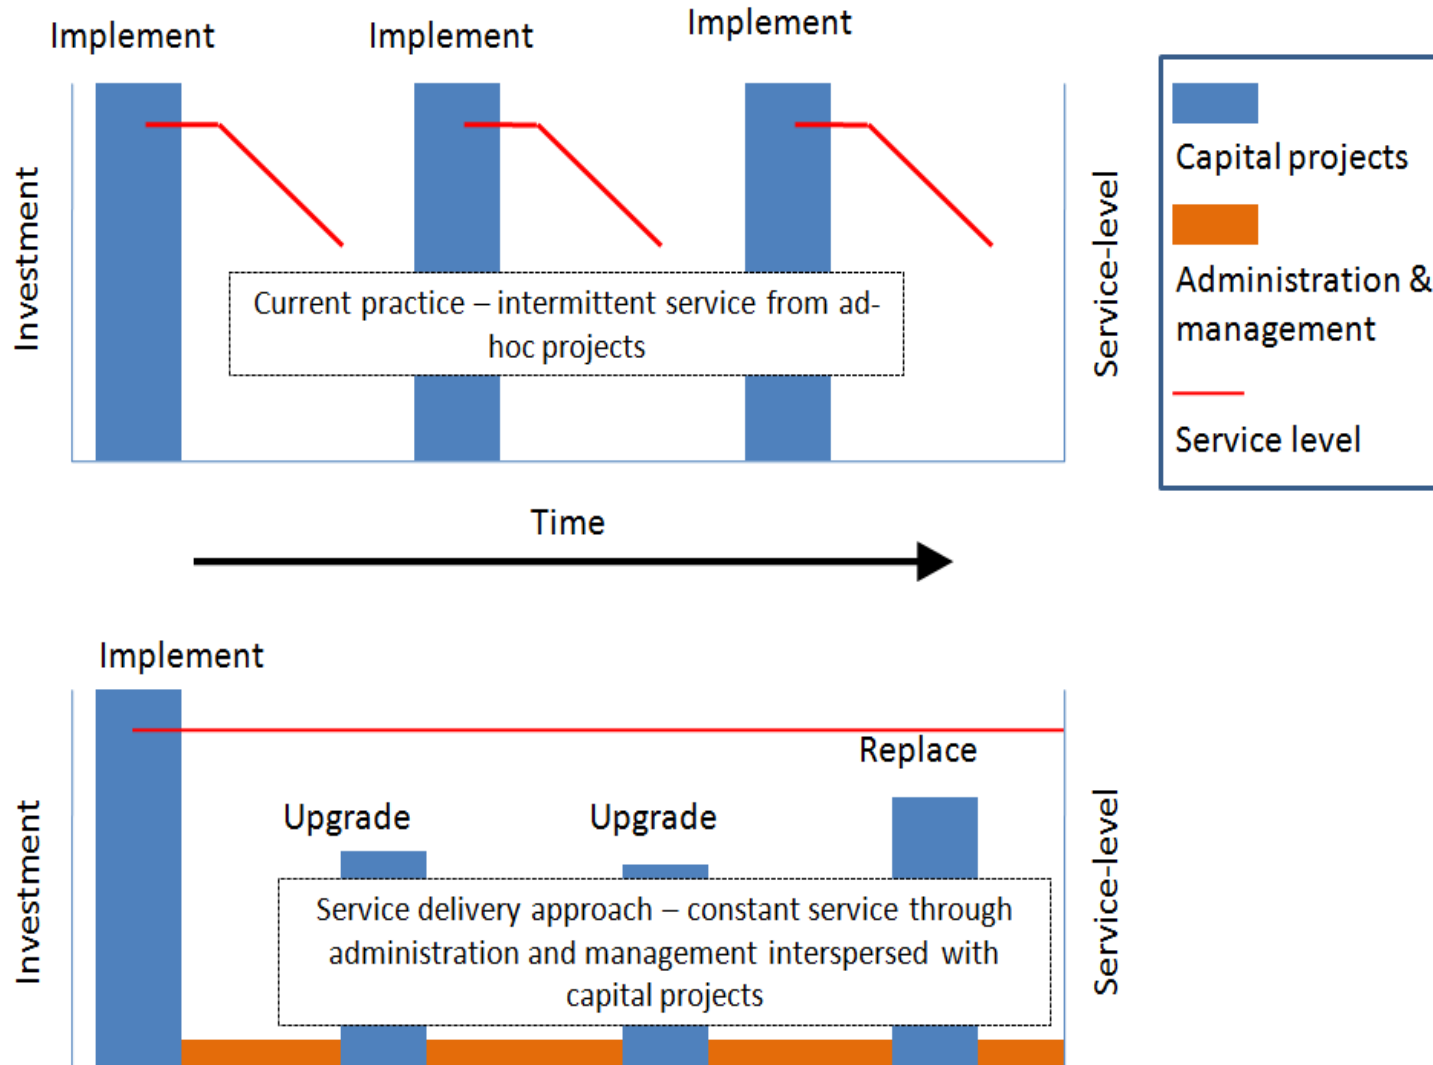 Implement
Implement
Implement
Investment
Current practice – intermittent service from ad-
hoc projects
Service-level
Capital projects
Administration &
management
Service level
Time
Implement
Investment
Upgrade
Upgrade
Replace
Service delivery approach – constant service through
administration and management interspersed with
capital projects
Service-level